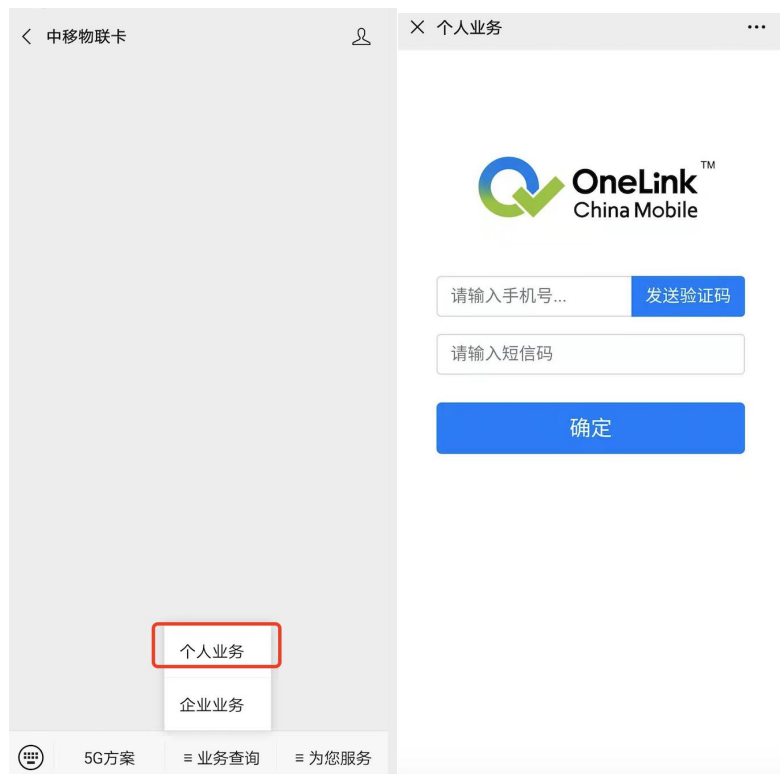 中移物联卡
个人业务
企业业务
5G方案
≡ 业务查询
≡ 为您服务
个人业务
OneLink™
China Mobile
请输入手机号...
发送验证码
请输入短信码
确定